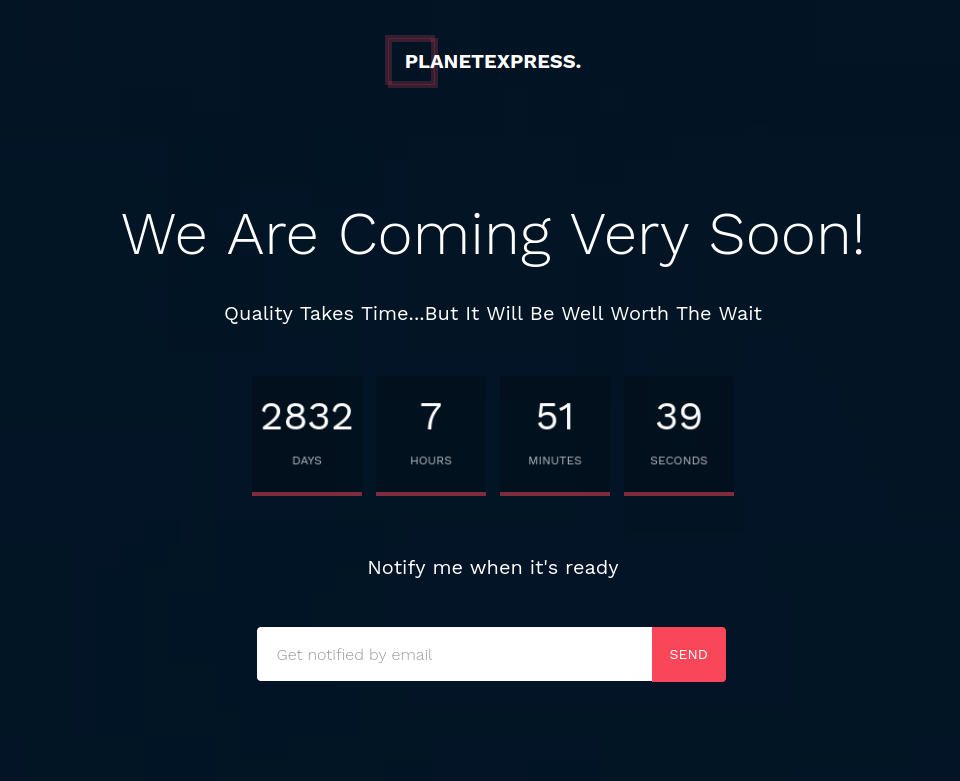 PLANETEXPRESS.
We Are Coming Very Soon!
Quality Takes Time...But It Will Be Well Worth The Wait
2832 7 51 39
DAYS HOURS MINUTES SECONDS
Notify me when it's ready
Get notified by email SEND